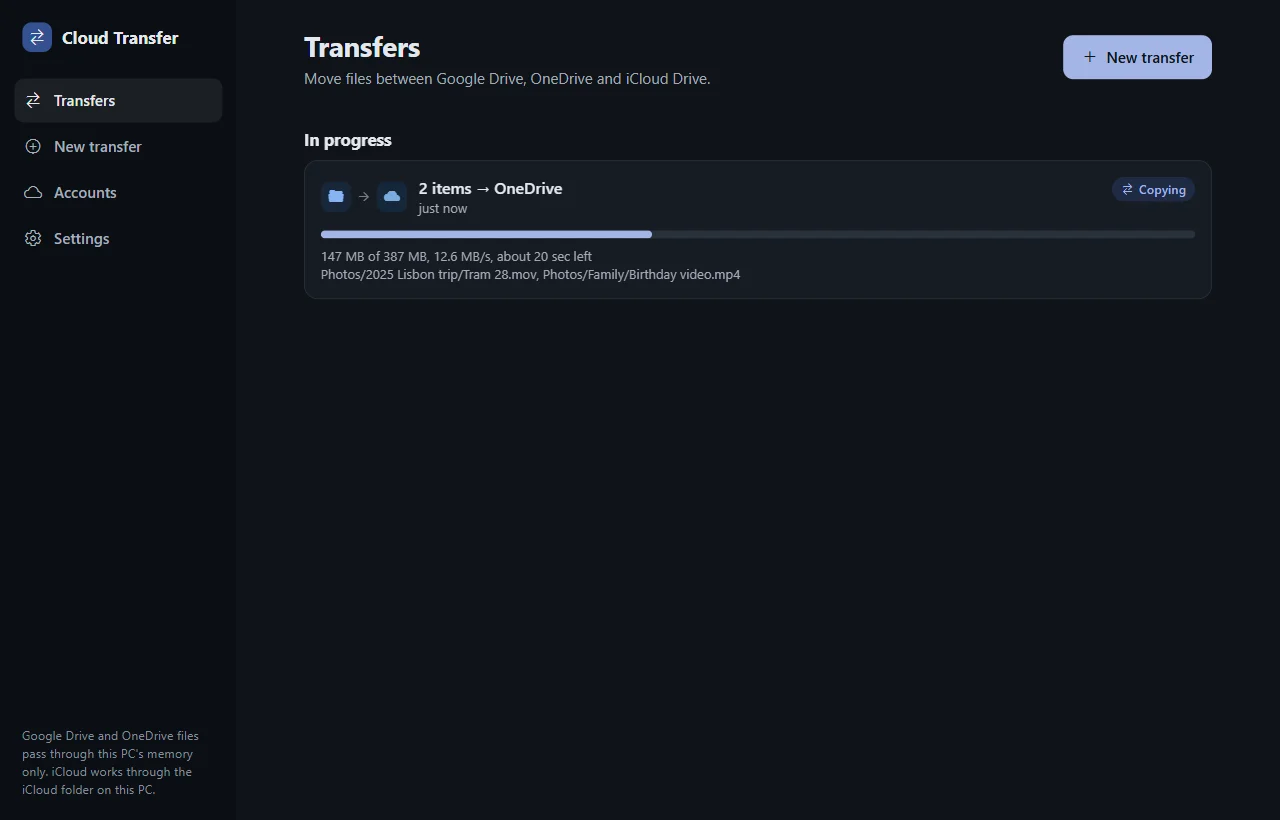 Cloud Transfer
Transfers
New transfer
Accounts
Settings
Google Drive and OneDrive files
pass through this PC's memory
only. iCloud works through the
iCloud folder on this PC.
Transfers
Move files between Google Drive, OneDrive and iCloud Drive.
New transfer
In progress
2 items → OneDrive
just now
Copying
147 MB of 387 MB, 12.6 MB/s, about 20 sec left
Photos/2025 Lisbon trip/Tram 28.mov, Photos/Family/Birthday video.mp4